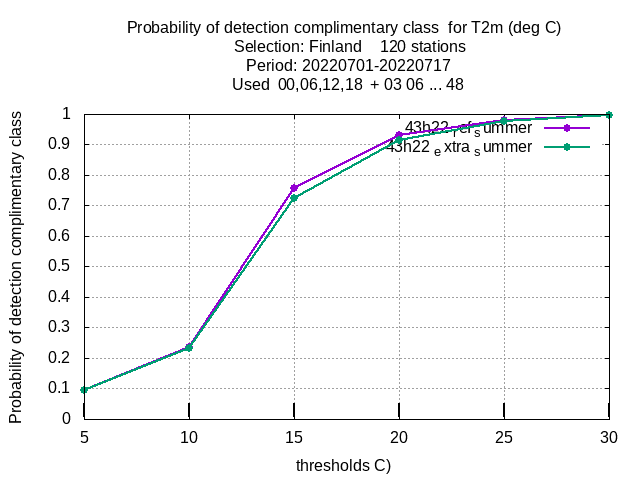 Probability of detection complimentary class  for T2m (deg C)
Selection: Finland    120 stations
Period: 20220701-20220717
Used  00,06,12,18  + 03 06 ... 48
Probability of detection complimentary class
1
0.9
0.8
0.7
0.6
0.5
0.4
0.3
0.2
0.1
0
43h22_ref_summer
43h22_extra_summer
5 10 15 20 25 30
thresholds C)